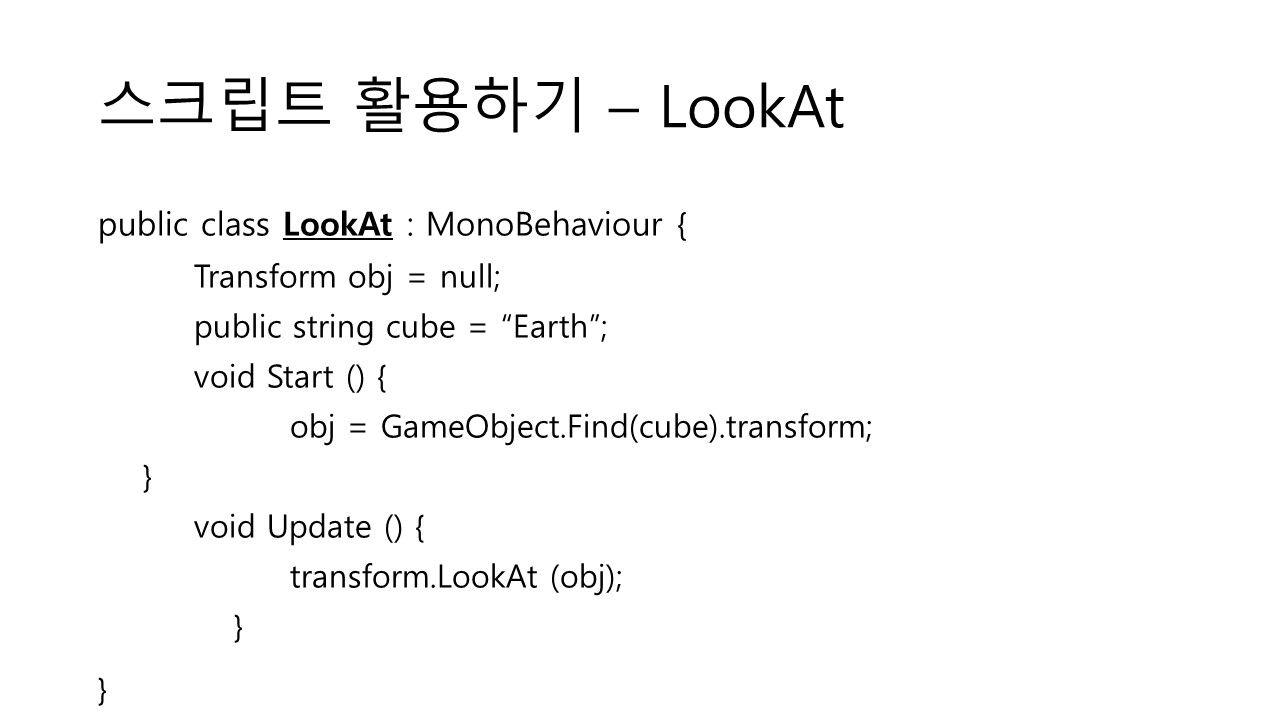 스크립트 활용하기 – LookAt
public class LookAt : MonoBehaviour {
Transform obj = null;
public string cube = “Earth”;
void Start () {
obj = GameObject.Find(cube).transform;
}
void Update () {
transform.LookAt (obj);
}
}